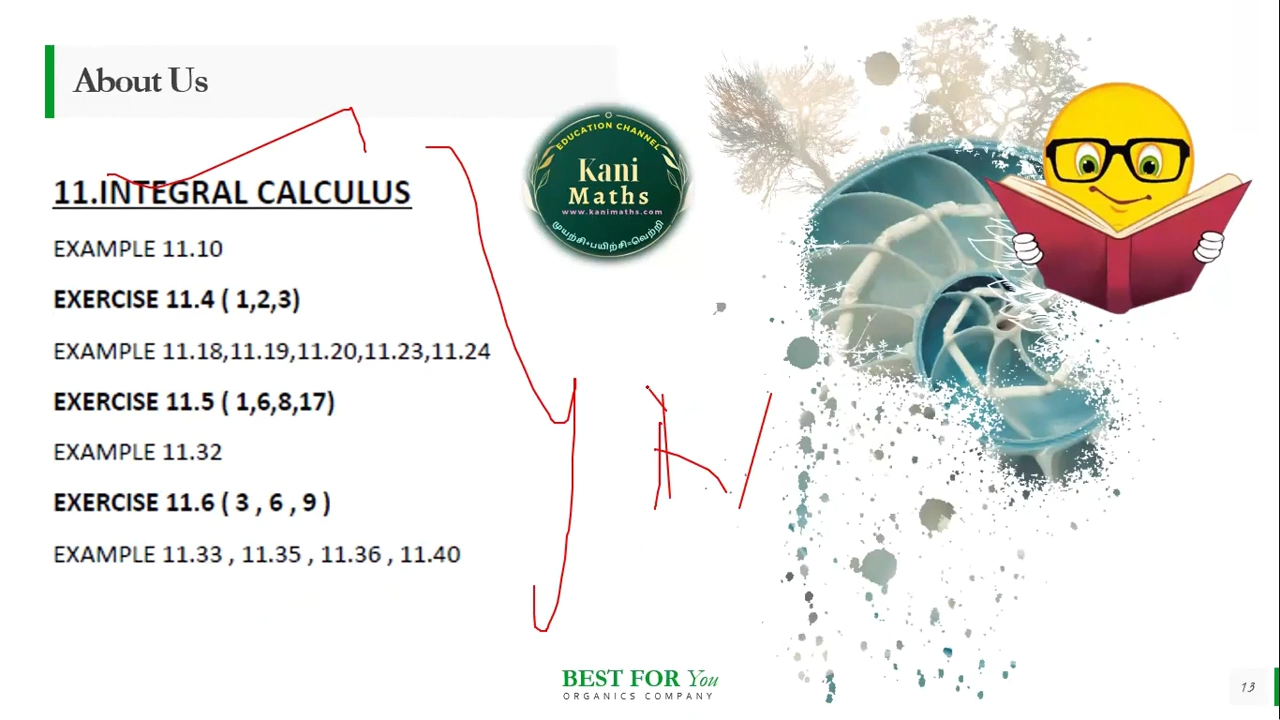 About Us
EDUCATION CHANNEL
Kani
Maths
www.kanimaths.com
முயற்சி+பயிற்சி=வெற்றி
11.INTEGRAL CALCULUS
EXAMPLE 11.10
EXERCISE 11.4 ( 1,2,3)
EXAMPLE 11.18,11.19,11.20,11.23,11.24
EXERCISE 11.5 ( 1,6,8,17)
EXAMPLE 11.32
EXERCISE 11.6 ( 3 , 6 , 9 )
EXAMPLE 11.33 , 11.35 , 11.36 , 11.40
BEST FOR You
ORGANICS COMPANY
13